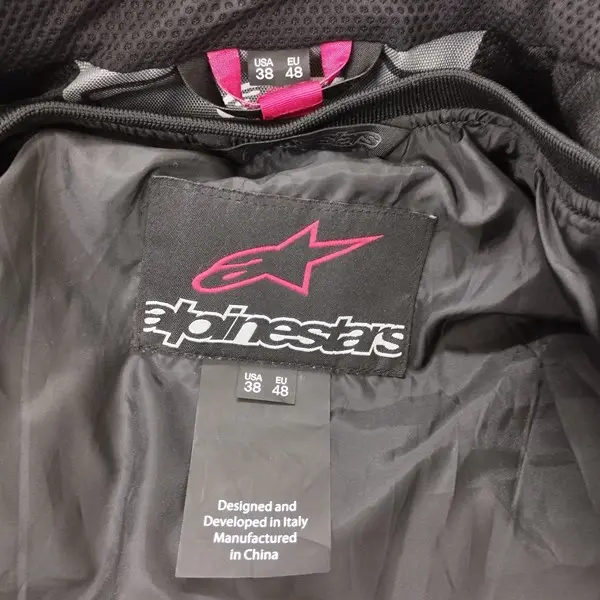 USA EU
38 48
alpinestars
USA EU
38 48
Designed and
Developed in Italy
Manufactured
in China